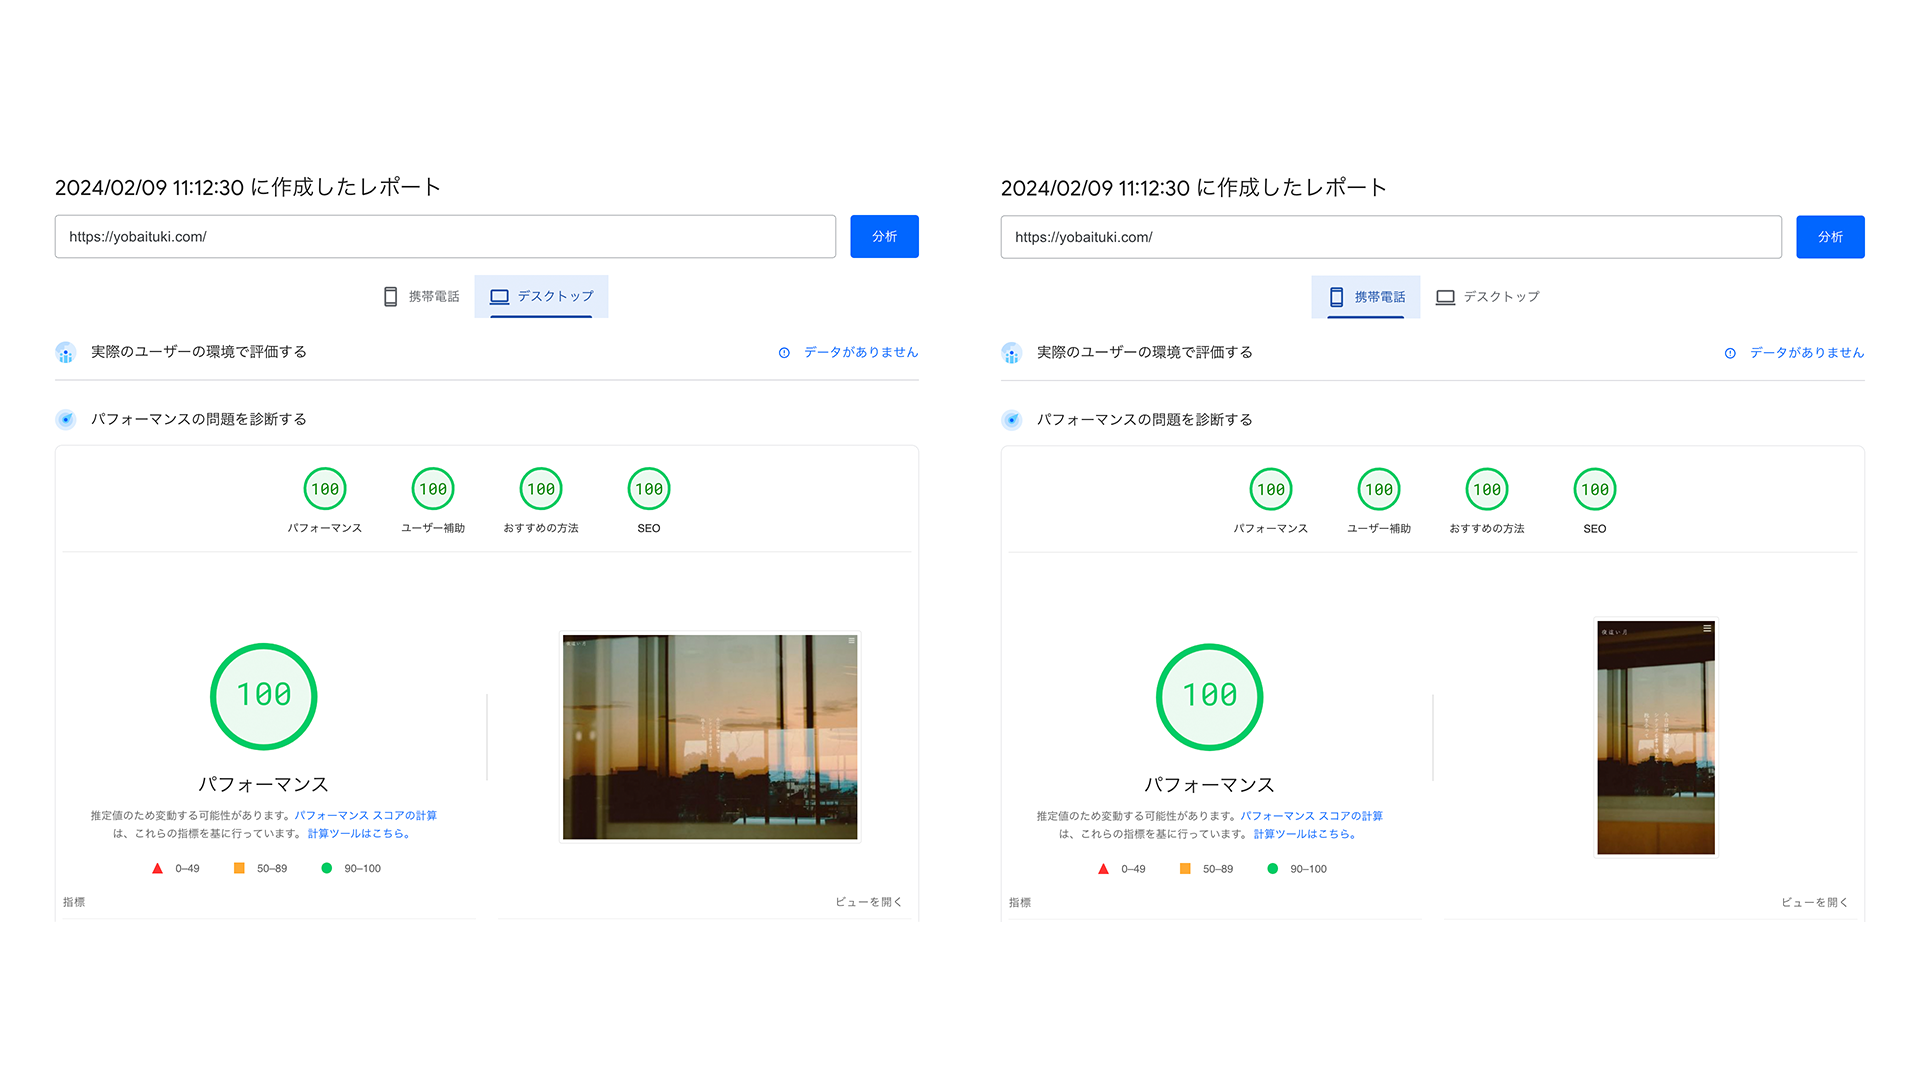 2024/02/09 11:12:30 に作成したレポート
https://yobaituki.com/
分析
携帯電話
デスクトップ
実際のユーザーの環境で評価する
データがありません
パフォーマンスの問題を診断する
100
100
100
100
パフォーマンス
ユーザー補助
おすすめの方法
SEO
100
夜這い月
パフォーマンス
推定値のため変動する可能性があります。パフォーマンス スコアの計算
は、これらの指標を基に行っています。計算ツールはこちら。
0–49
50–89
90–100
指標
ビューを開く
2024/02/09 11:12:30 に作成したレポート
https://yobaituki.com/
分析
携帯電話
デスクトップ
実際のユーザーの環境で評価する
データがありません
パフォーマンスの問題を診断する
100
100
100
100
パフォーマンス
ユーザー補助
おすすめの方法
SEO
100
夜這い月
パフォーマンス
推定値のため変動する可能性があります。パフォーマンス スコアの計算
は、これらの指標を基に行っています。計算ツールはこちら。
0–49
50–89
90–100
指標
ビューを開く